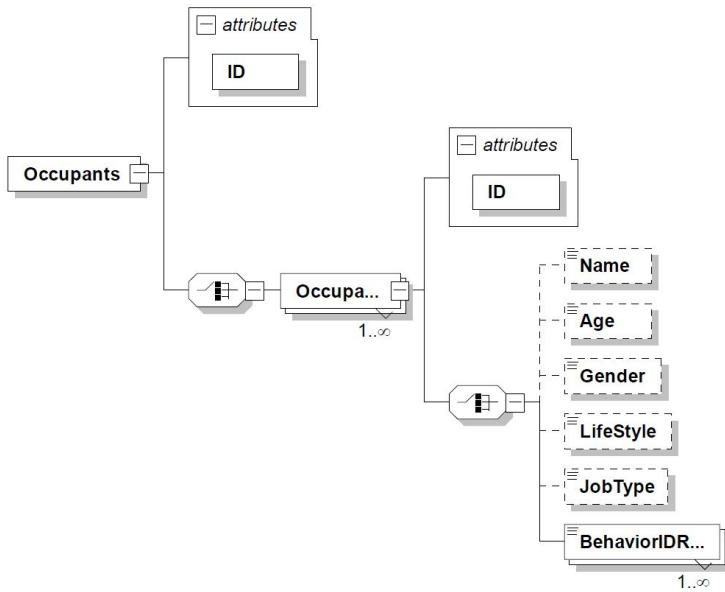 attributes
ID
Occupants
attributes
ID
Occupa...
1..∞
Name
Age
Gender
LifeStyle
JobType
BehaviorIDR...
1..∞